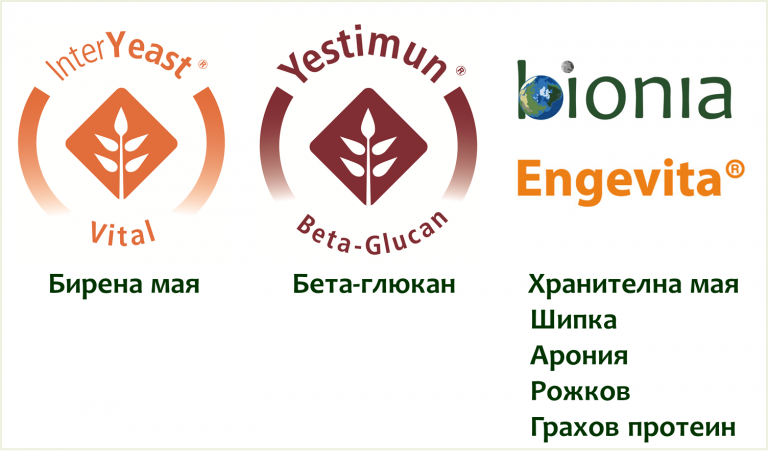 InterYeast®
Vital
Бирена мая
Yestimun®
Beta-Glucan
Бета-глюкан
bionia
Engevita®
Хранителна мая
Шипка
Арония
Рожков
Грахов протеин